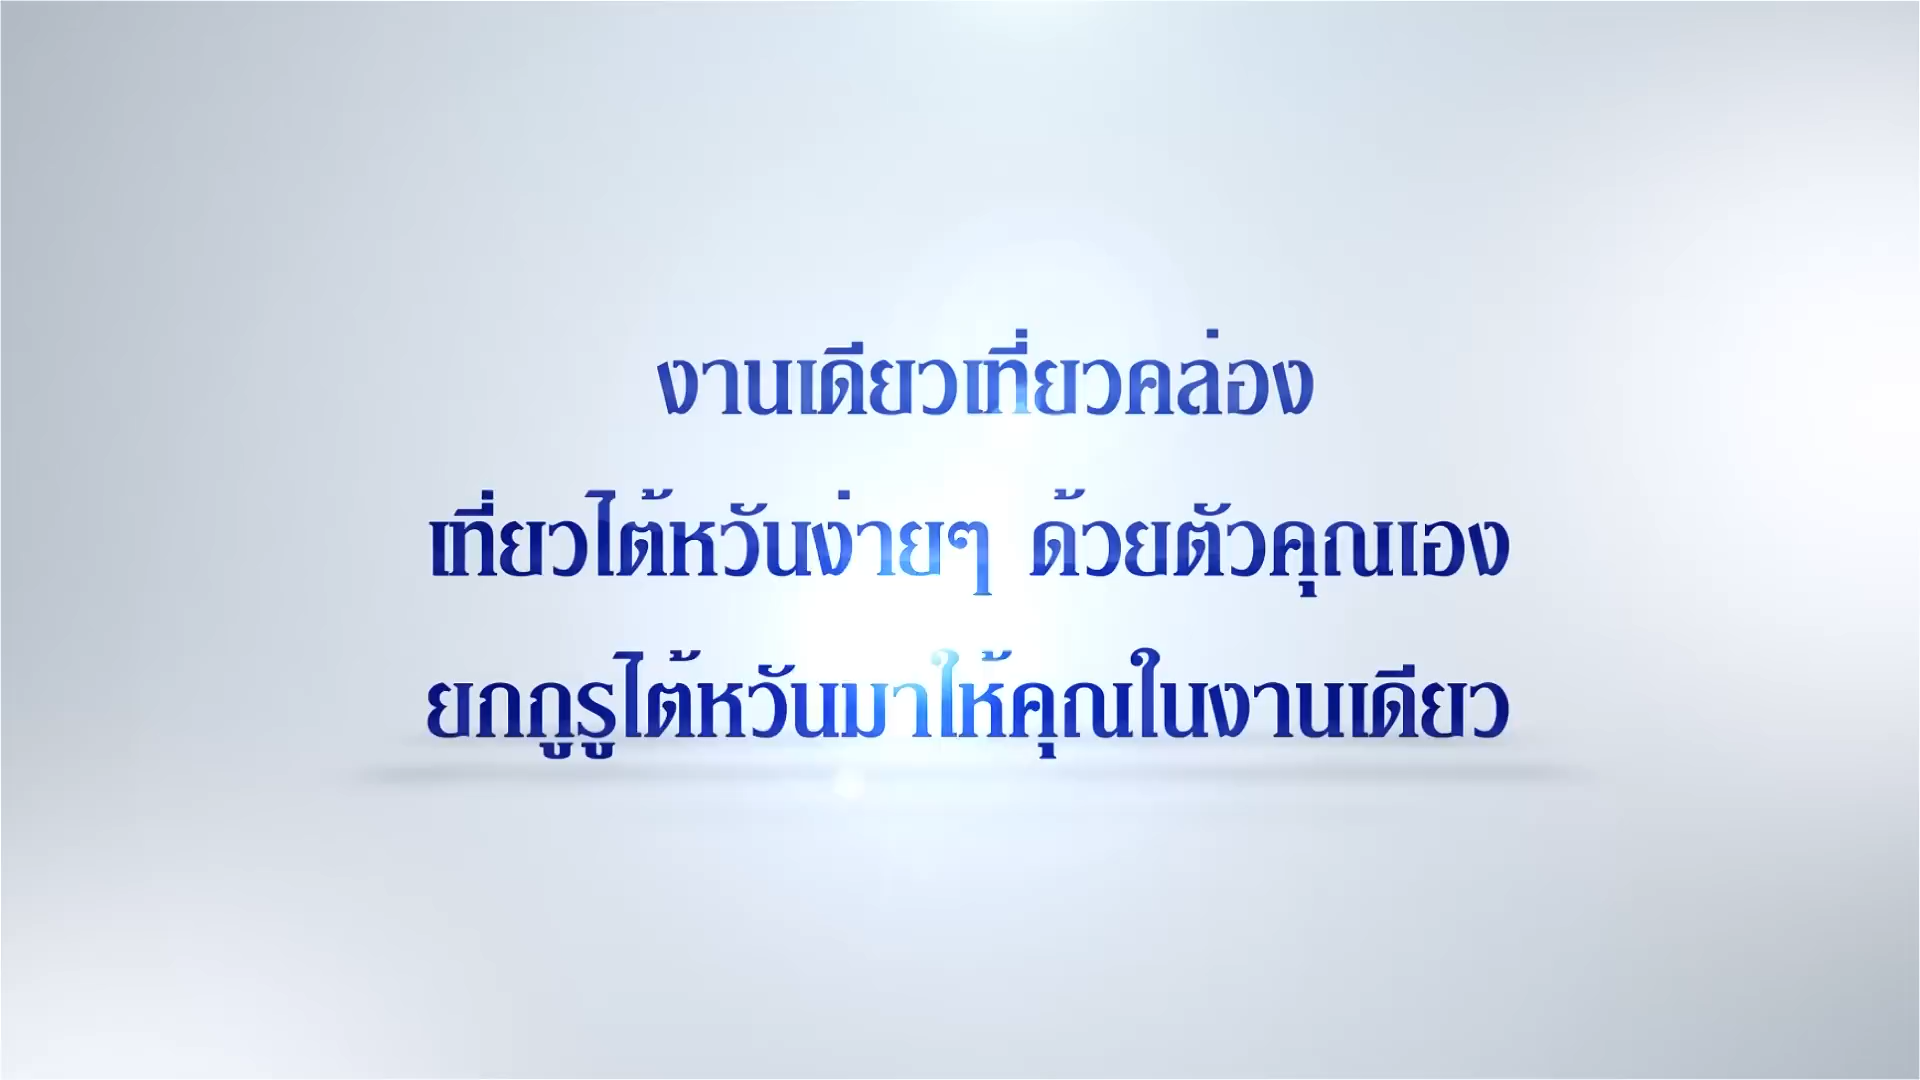 งานเดียวเที่ยวคล่อง
เที่ยวไต้หวันง่ายๆ ด้วยตัวคุณเอง
ยกกูรูไต้หวันมาให้คุณในงานเดียว